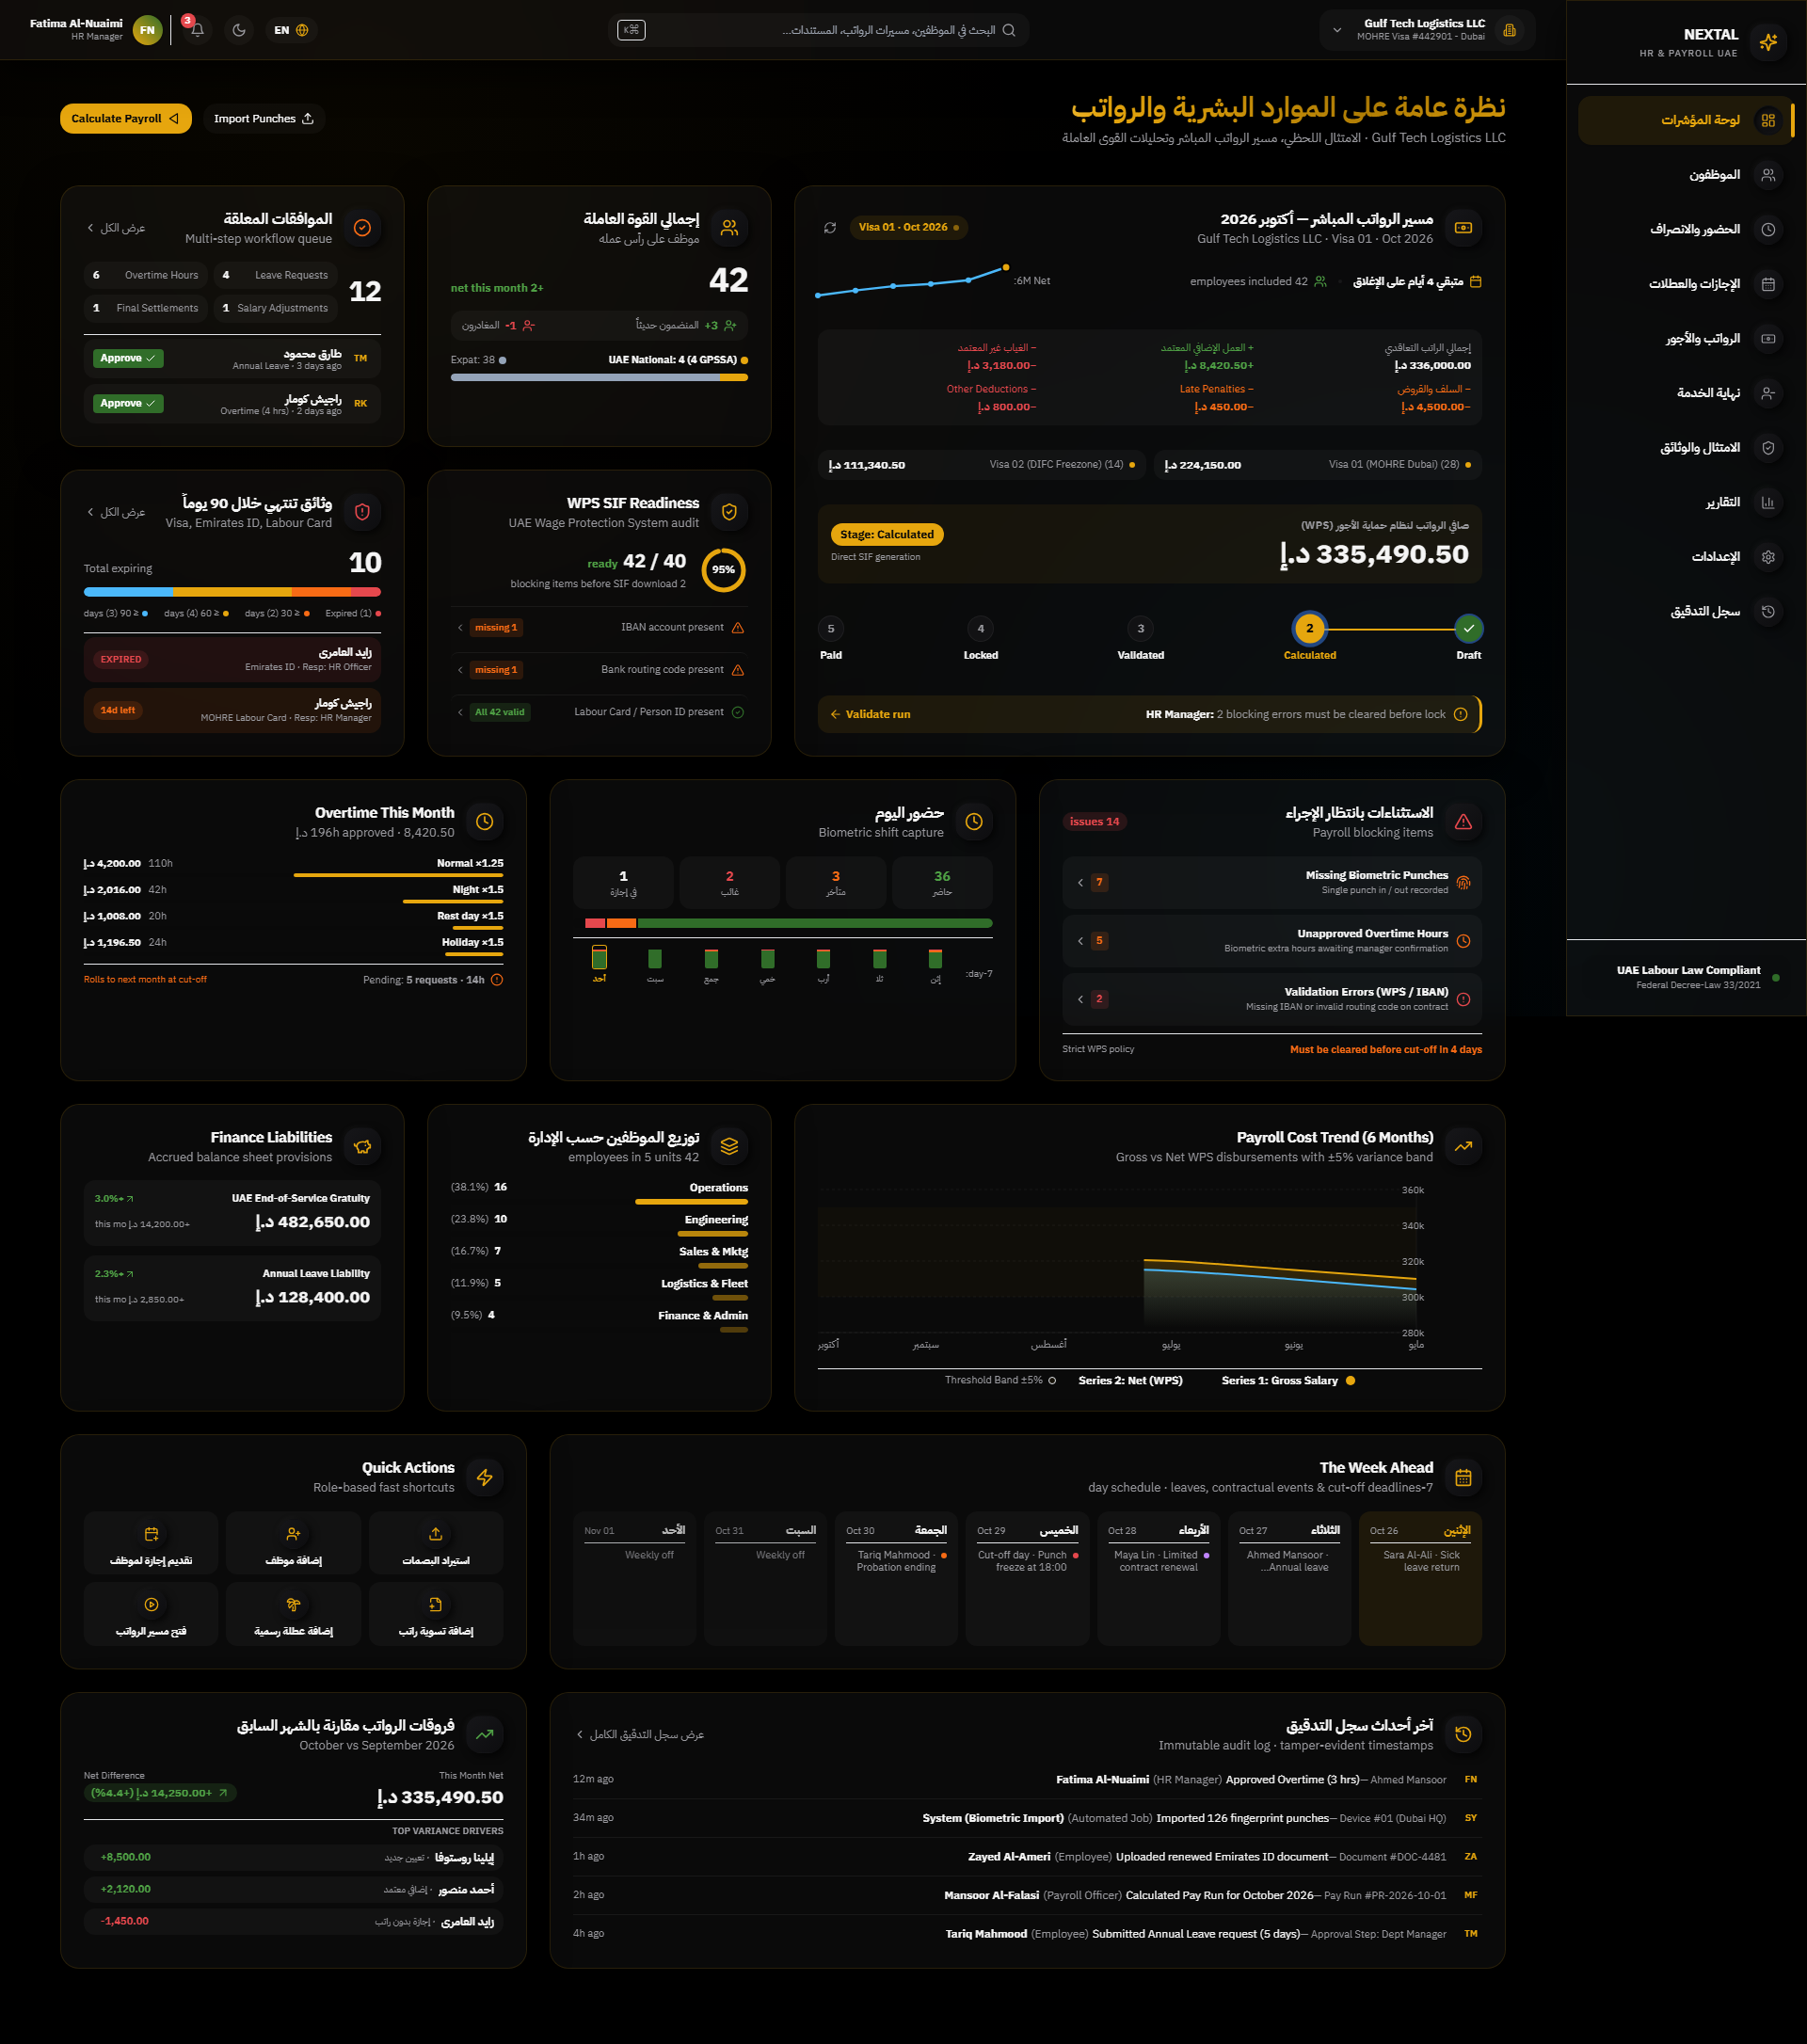 NEXTAL
HR & PAYROLL UAE
لوحة المؤشرات
الموظفون
الحضور والانصراف
الإجازات والعطلات
الرواتب والأجور
نهاية الخدمة
الامتثال والوثائق
التقارير
الإعدادات
سجل التدقيق
UAE Labour Law Compliant
Federal Decree-Law 33/2021
Gulf Tech Logistics LLC
MOHRE Visa #442901 - Dubai
البحث في الموظفين، مسيرات الرواتب، المستندات...
⌘K
EN
3
FN
Fatima Al-Nuaimi
HR Manager
نظرة عامة على الموارد البشرية والرواتب
Gulf Tech Logistics LLC · الامتثال اللحظي، مسير الرواتب المباشر وتحليلات القوى العاملة
Import Punches
Calculate Payroll
مسير الرواتب المباشر — أكتوبر 2026
Gulf Tech Logistics LLC · Visa 01 · Oct 2026
Visa 01 · Oct 2026
متبقي 4 أيام على الإغلاق
·
employees included 42
:6M Net
إجمالي الراتب التعاقدي
336,000.00 د.إ
+ العمل الإضافي المعتمد
+8,420.50 د.إ
− الغياب غير المعتمد
−3,180.00 د.إ
− السلف والقروض
−4,500.00 د.إ
Late Penalties −
−450.00 د.إ
Other Deductions −
−800.00 د.إ
Visa 01 (MOHRE Dubai) (28)
224,150.00 د.إ
Visa 02 (DIFC Freezone) (14)
111,340.50 د.إ
صافي الرواتب لنظام حماية الأجور (WPS)
335,490.50 د.إ
Stage: Calculated
Direct SIF generation
Draft
2
Calculated
3
Validated
4
Locked
5
Paid
HR Manager: 2 blocking errors must be cleared before lock
Validate run
إجمالي القوة العاملة
موظف على رأس عمله
42
net this month 2+
+3 المنضمون حديثاً
-1 المغادرون
UAE National: 4 (4 GPSSA)
Expat: 38
الموافقات المعلقة
Multi-step workflow queue
عرض الكل
12
Leave Requests 4
Overtime Hours 6
Salary Adjustments 1
Final Settlements 1
TM
طارق محمود
Annual Leave · 3 days ago
Approve
RK
راجيش كومار
Overtime (4 hrs) · 2 days ago
Approve
WPS SIF Readiness
UAE Wage Protection System audit
95%
ready 42 / 40
blocking items before SIF download 2
IBAN account present
missing 1
Bank routing code present
missing 1
Labour Card / Person ID present
All 42 valid
وثائق تنتهي خلال 90 يوماً
Visa, Emirates ID, Labour Card
عرض الكل
10
Total expiring
Expired (1)
days (2) 30 ≥
days (4) 60 ≥
days (3) 90 ≥
زايد العامري
Emirates ID · Resp: HR Officer
EXPIRED
راجيش كومار
MOHRE Labour Card · Resp: HR Manager
14d left
الاستثناءات بانتظار الإجراء
Payroll blocking items
issues 14
Missing Biometric Punches
Single punch in / out recorded
7
Unapproved Overtime Hours
Biometric extra hours awaiting manager confirmation
5
Validation Errors (WPS / IBAN)
Missing IBAN or invalid routing code on contract
2
Must be cleared before cut-off in 4 days
Strict WPS policy
حضور اليوم
Biometric shift capture
36
حاضر
3
متأخر
2
غائب
1
في إجازة
:day-7
إثن
ثلا
أرب
خمي
جمع
سبت
أحد
Overtime This Month
196h approved · 8,420.50 د.إ
Normal ×1.25
110h 4,200.00 د.إ
Night ×1.5
42h 2,016.00 د.إ
Rest day ×1.5
20h 1,008.00 د.إ
Holiday ×1.5
24h 1,196.50 د.إ
Pending: 5 requests · 14h
Rolls to next month at cut-off
Payroll Cost Trend (6 Months)
Gross vs Net WPS disbursements with ±5% variance band
360k
340k
320k
300k
280k
مايو
يونيو
يوليو
أغسطس
سبتمبر
أكتوبر
Series 1: Gross Salary
Series 2: Net (WPS)
Threshold Band ±5%
توزيع الموظفين حسب الإدارة
employees in 5 units 42
Operations
16 (38.1%)
Engineering
10 (23.8%)
Sales & Mktg
7 (16.7%)
Logistics & Fleet
5 (11.9%)
Finance & Admin
4 (9.5%)
Finance Liabilities
Accrued balance sheet provisions
UAE End-of-Service Gratuity
3.0%+
482,650.00 د.إ
this mo د.إ 14,200.00+
Annual Leave Liability
2.3%+
128,400.00 د.إ
this mo د.إ 2,850.00+
The Week Ahead
day schedule · leaves, contractual events & cut-off deadlines-7
الإثنين
Oct 26
Sara Al-Ali · Sick
leave return
الثلاثاء
Oct 27
Ahmed Mansoor ·
...Annual leave
الأربعاء
Oct 28
Maya Lin · Limited
contract renewal
الخميس
Oct 29
Cut-off day · Punch
freeze at 18:00
الجمعة
Oct 30
Tariq Mahmood ·
Probation ending
السبت
Oct 31
Weekly off
الأحد
Nov 01
Weekly off
Quick Actions
Role-based fast shortcuts
استيراد البصمات
إضافة موظف
تقديم إجازة لموظف
إضافة تسوية راتب
إضافة عطلة رسمية
فتح مسير الرواتب
آخر أحداث سجل التدقيق
Immutable audit log · tamper-evident timestamps
عرض سجل التدقيق الكامل
FN
Fatima Al-Nuaimi (HR Manager) Approved Overtime (3 hrs)— Ahmed Mansoor
12m ago
SY
System (Biometric Import) (Automated Job) Imported 126 fingerprint punches— Device #01 (Dubai HQ)
34m ago
ZA
Zayed Al-Ameri (Employee) Uploaded renewed Emirates ID document— Document #DOC-4481
1h ago
MF
Mansoor Al-Falasi (Payroll Officer) Calculated Pay Run for October 2026— Pay Run #PR-2026-10-01
2h ago
TM
Tariq Mahmood (Employee) Submitted Annual Leave request (5 days)— Approval Step: Dept Manager
4h ago
فروقات الرواتب مقارنة بالشهر السابق
October vs September 2026
This Month Net
335,490.50 د.إ
Net Difference
+14,250.00 د.إ (+4.4%)
TOP VARIANCE DRIVERS
إيلينا روستوفا · تعيين جديد
+8,500.00
أحمد منصور · إضافي معتمد
+2,120.00
زايد العامري · إجازة بدون راتب
-1,450.00